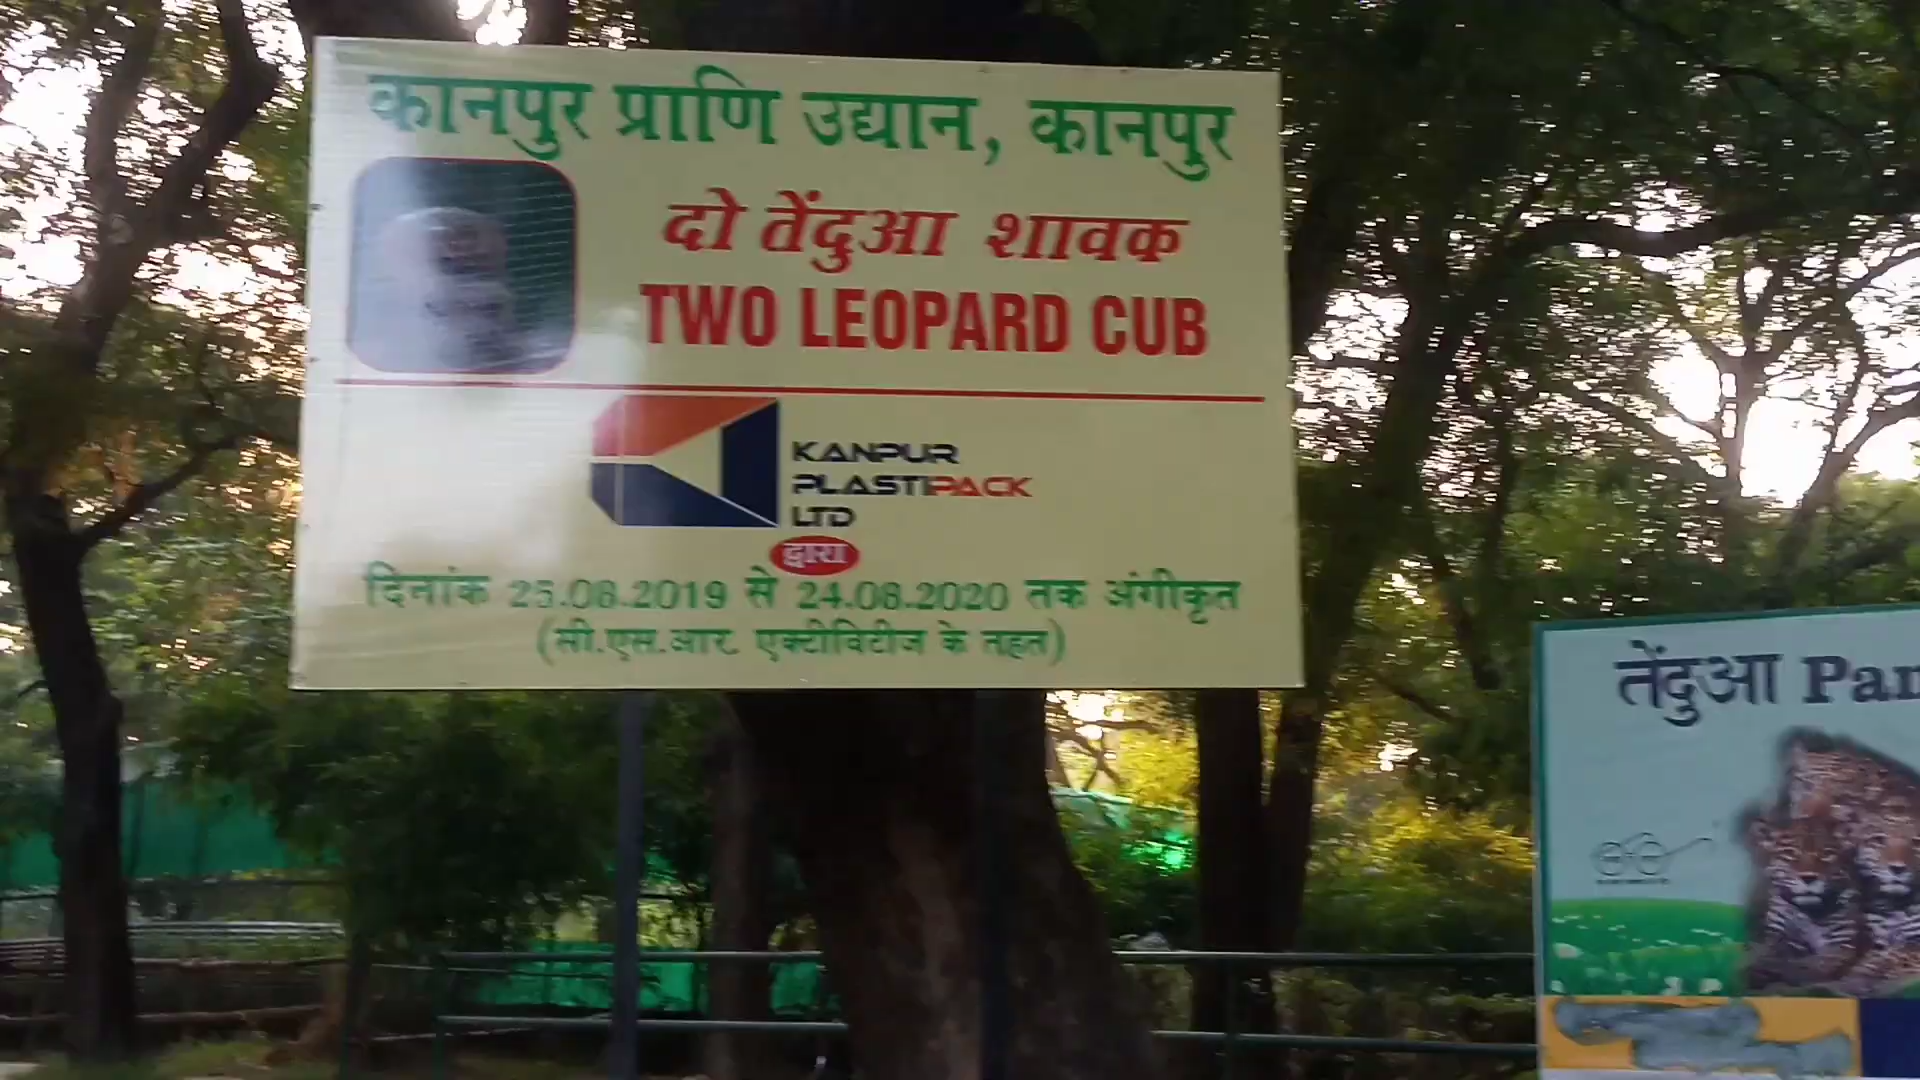 कानपुर प्राणि उद्यान, कानपुर
दो तेंदुआ शावक
TWO LEOPARD CUB
KANPUR
PLASTIPACK
LTD
द्वारा
दिनांक 25.08.2019 से 24.08.2020 तक अंगीकृत
(सी.एस.आर. एक्टीविटीज के तहत)
तेंदुआ Pan